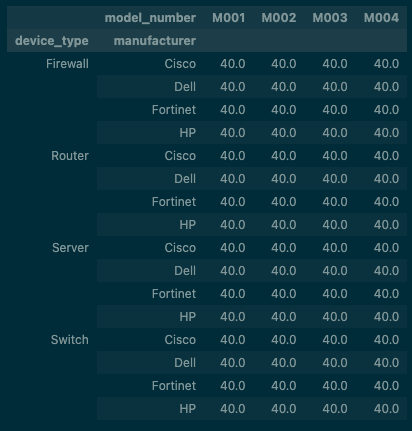 model_number M001 M002 M003 M004
device_type manufacturer
Firewall Cisco 40.0 40.0 40.0 40.0
Dell 40.0 40.0 40.0 40.0
Fortinet 40.0 40.0 40.0 40.0
HP 40.0 40.0 40.0 40.0
Router Cisco 40.0 40.0 40.0 40.0
Dell 40.0 40.0 40.0 40.0
Fortinet 40.0 40.0 40.0 40.0
HP 40.0 40.0 40.0 40.0
Server Cisco 40.0 40.0 40.0 40.0
Dell 40.0 40.0 40.0 40.0
Fortinet 40.0 40.0 40.0 40.0
HP 40.0 40.0 40.0 40.0
Switch Cisco 40.0 40.0 40.0 40.0
Dell 40.0 40.0 40.0 40.0
Fortinet 40.0 40.0 40.0 40.0
HP 40.0 40.0 40.0 40.0